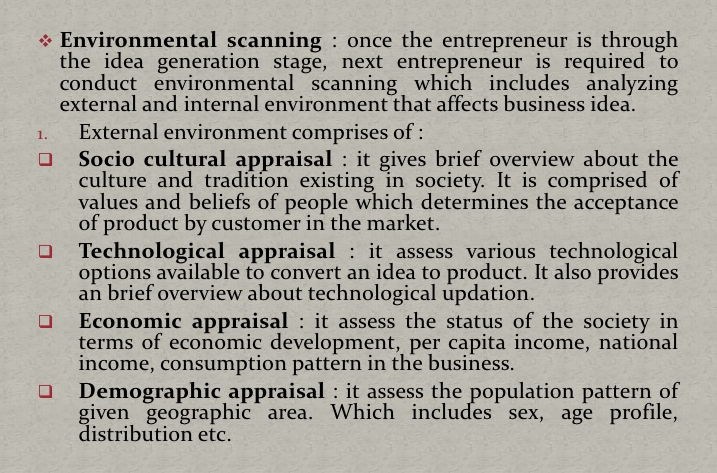 ❖ Environmental scanning : once the entrepreneur is through
the idea generation stage, next entrepreneur is required to
conduct environmental scanning which includes analyzing
external and internal environment that affects business idea.
1. External environment comprises of :
❑ Socio cultural appraisal : it gives brief overview about the
culture and tradition existing in society. It is comprised of
values and beliefs of people which determines the acceptance
of product by customer in the market.
❑ Technological appraisal : it assess various technological
options available to convert an idea to product. It also provides
an brief overview about technological updation.
❑ Economic appraisal : it assess the status of the society in
terms of economic development, per capita income, national
income, consumption pattern in the business.
❑ Demographic appraisal : it assess the population pattern of
given geographic area. Which includes sex, age profile,
distribution etc.